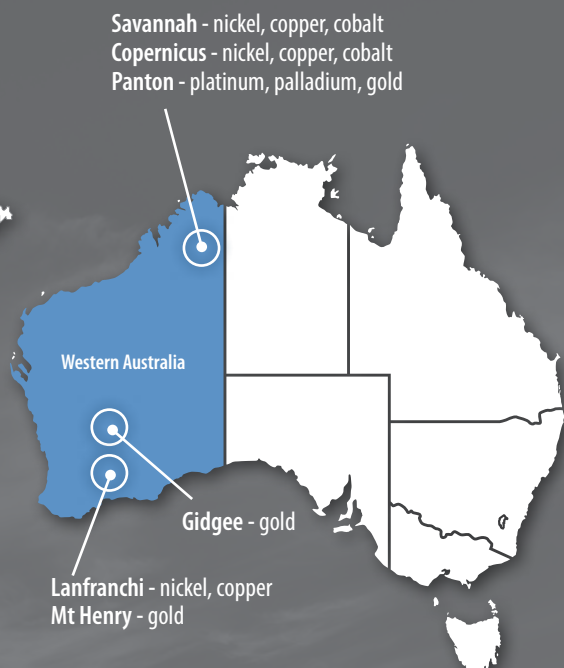 Savannah - nickel, copper, cobalt
Copernicus - nickel, copper, cobalt
Panton - platinum, palladium, gold
Western Australia
Gidgee - gold
Lanfranchi - nickel, copper
Mt Henry - gold